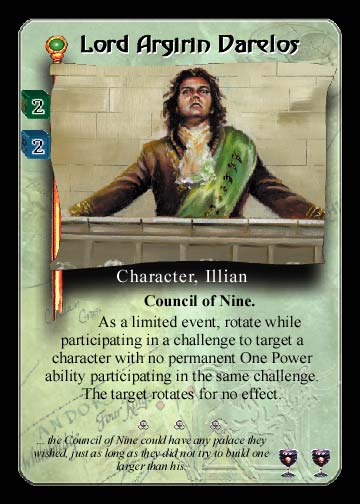 Lord Argirin Darelos
2
2
Character, Illian
Council of Nine.
As a limited event, rotate while
participating in a challenge to target a
character with no permanent One Power
ability participating in the same challenge.
The target rotates for no effect.
... the Council of Nine could have any palace they
wished, just as long as they did not try to build one
larger than his.